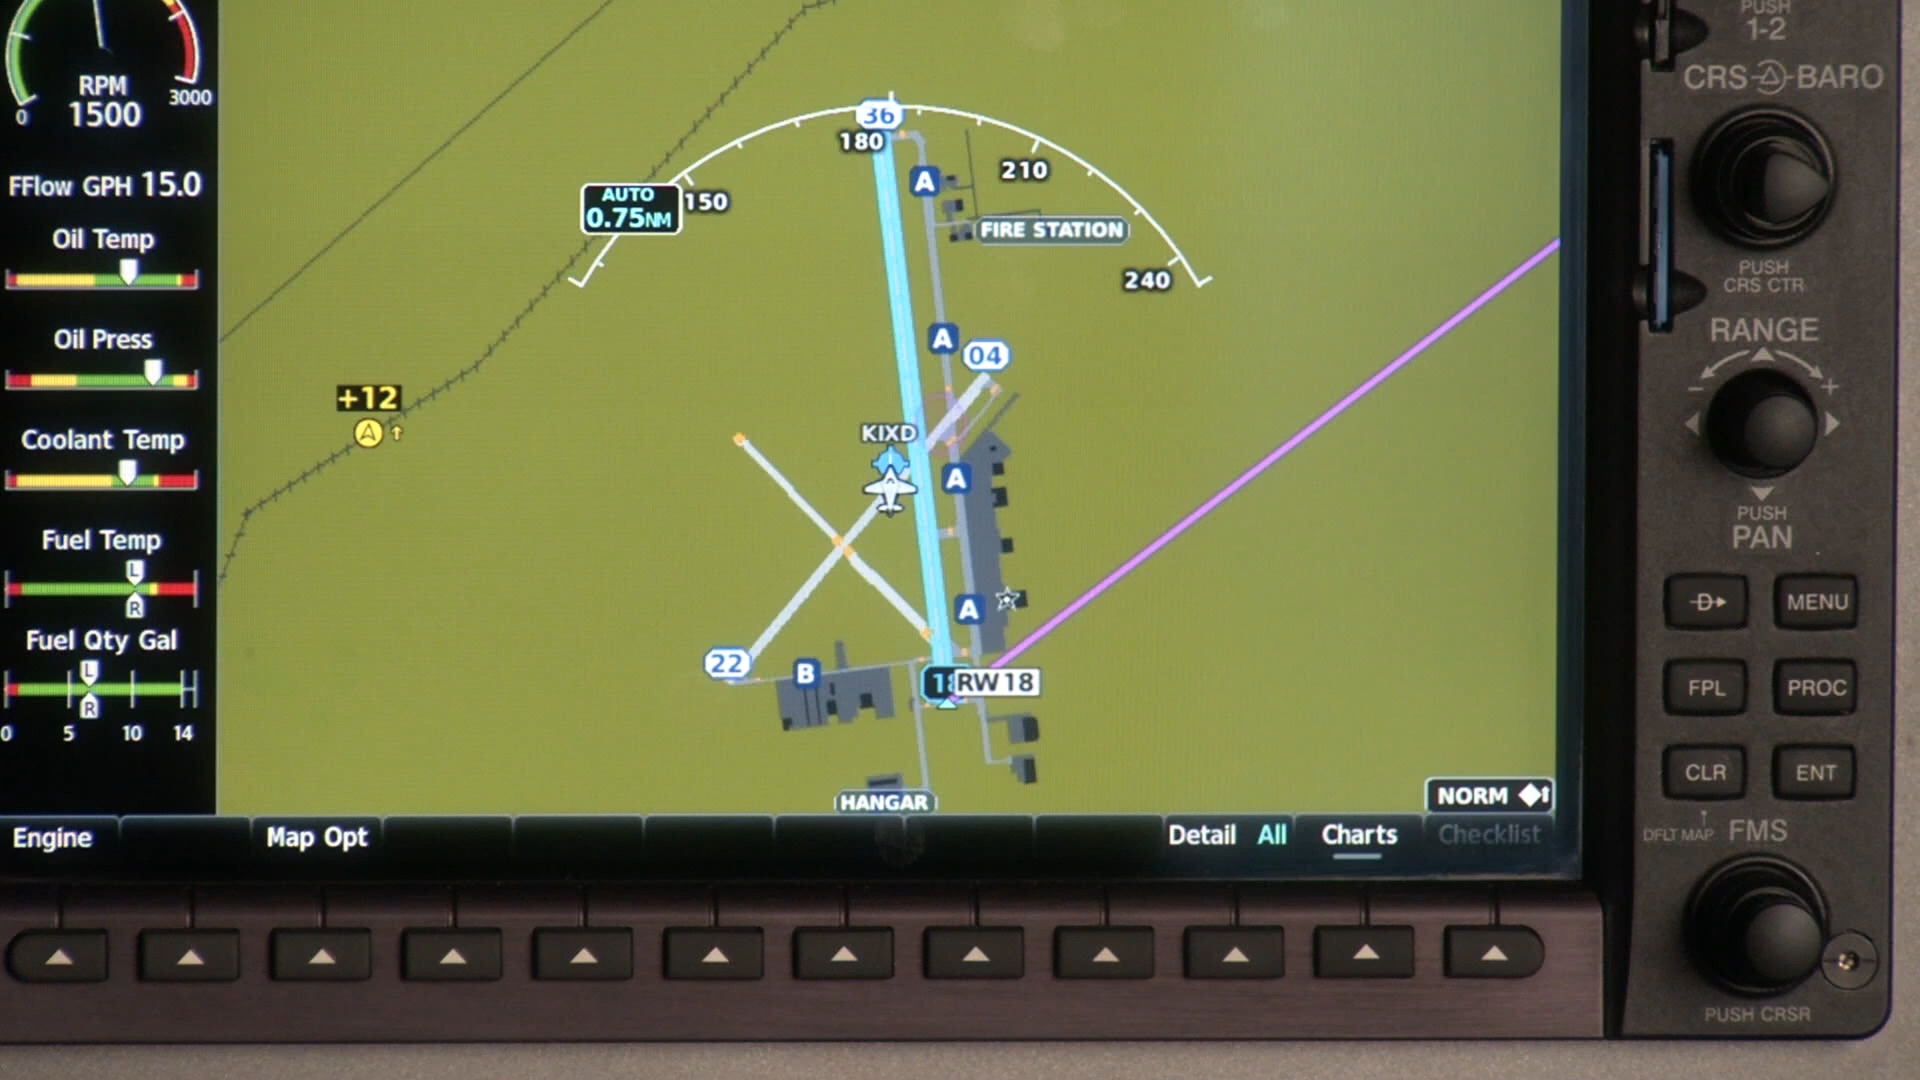 RPM
1500
0
3000
FFlow GPH 15.0
Oil Temp
Oil Press
Coolant Temp
Fuel Temp
L
R
Fuel Qty Gal
L
R
0 5 10 14
36
180
150
210
240
AUTO
0.75NM
A
FIRE STATION
A
04
+12
KIXD
A
A
22
B
18
RW18
HANGAR
NORM
Engine
Map Opt
Detail All
Charts
Checklist
PUSH
1-2
CRS BARO
PUSH
CRS CTR
RANGE
- +
PUSH
PAN
D
MENU
FPL
PROC
CLR
ENT
DFLT MAP FMS
PUSH CRSR